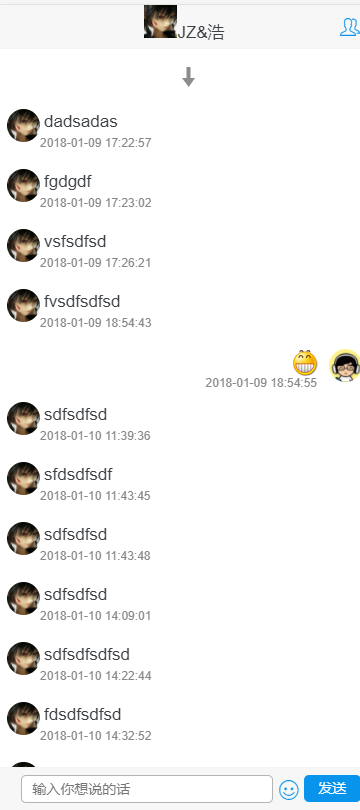 JZ&浩
dadsadas
2018-01-09 17:22:57
fgdgdf
2018-01-09 17:23:02
vsfsdfsd
2018-01-09 17:26:21
fvsdfsdfsd
2018-01-09 18:54:43
2018-01-09 18:54:55
sdfsdfsd
2018-01-10 11:39:36
sfdsdfsdf
2018-01-10 11:43:45
sdfsdfsd
2018-01-10 11:43:48
sdfsdfsd
2018-01-10 14:09:01
sdfsdfsdfsd
2018-01-10 14:22:44
fdsdfsdfsd
2018-01-10 14:32:52
输入你想说的话 发送